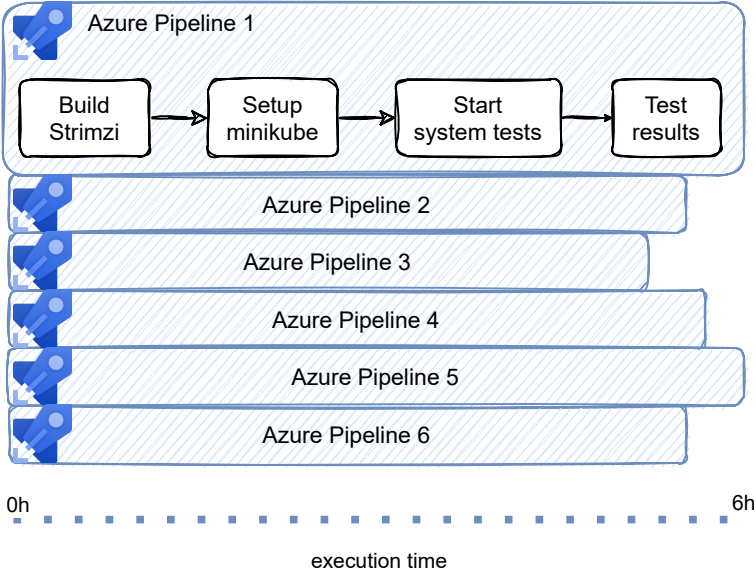 Azure Pipeline 1
Build
Strimzi
Setup
minikube
Start
system tests
Test
results
Azure Pipeline 2
Azure Pipeline 3
Azure Pipeline 4
Azure Pipeline 5
Azure Pipeline 6
0h
6h
execution time